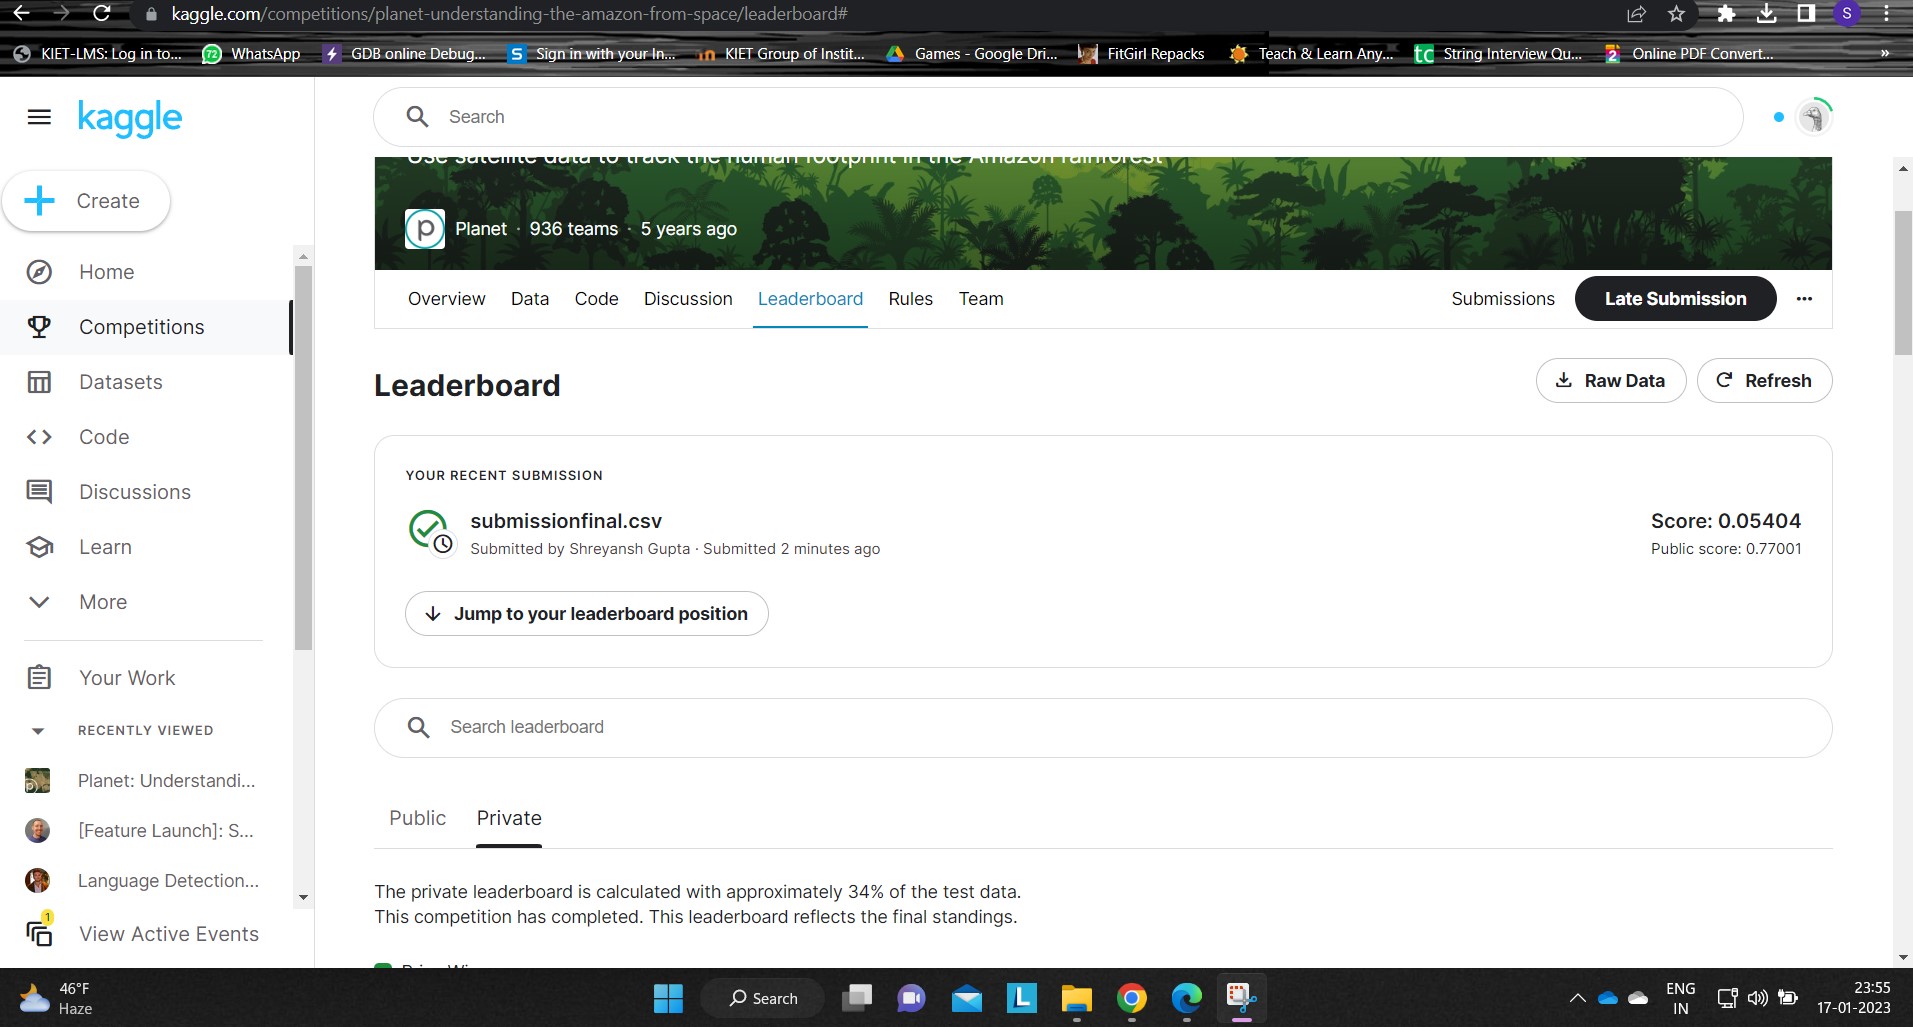 kaggle.com/competitions/planet-understanding-the-amazon-from-space/leaderboard#
S
KIET-LMS: Log in to...
72
WhatsApp
GDB online Debug...
S
Sign in with your In...
KIET Group of Instit...
Games - Google Dri...
FitGirl Repacks
Teach & Learn Any...
tc
String Interview Qu...
2
Online PDF Convert...
»
kaggle
Search
Create
Home
Competitions
Datasets
Code
Discussions
Learn
More
Your Work
RECENTLY VIEWED
Planet: Understandi...
[Feature Launch]: S...
Language Detection...
1
View Active Events
Use satellite data to track the human footprint in the Amazon rainforest
p
Planet · 936 teams · 5 years ago
Overview Data Code Discussion Leaderboard Rules Team
Submissions Late Submission ...
Leaderboard
Raw Data
Refresh
YOUR RECENT SUBMISSION
submissionfinal.csv
Submitted by Shreyansh Gupta · Submitted 2 minutes ago
Score: 0.05404
Public score: 0.77001
Jump to your leaderboard position
Search leaderboard
Public Private
The private leaderboard is calculated with approximately 34% of the test data.
This competition has completed. This leaderboard reflects the final standings.
46°F
Haze
Search
L
ENG
IN
23:55
17-01-2023